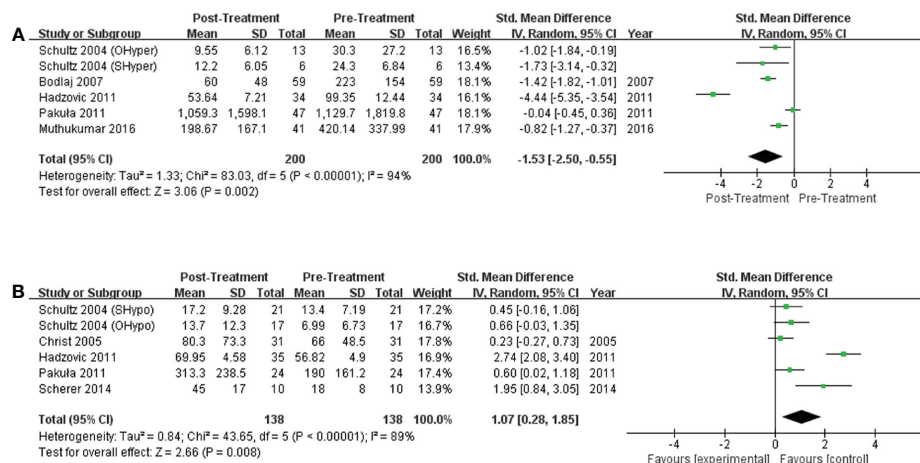 A
Post-Treatment Pre-Treatment Std. Mean Difference Std. Mean Difference
Study or Subgroup Mean SD Total Mean SD Total Weight IV, Random, 95% CI Year IV, Random, 95% CI
Schultz 2004 (OHyper) 9.55 6.12 13 30.3 27.2 13 16.5% -1.02 [-1.84, -0.19]
Schultz 2004 (SHyper) 12.2 6.05 6 24.3 6.84 6 13.4% -1.73 [-3.14, -0.32]
Bodlaj 2007 60 48 59 223 154 59 18.1% -1.42 [-1.82, -1.01] 2007
Hadzovic 2011 53.64 7.21 34 99.35 12.44 34 16.1% -4.44 [-5.35, -3.54] 2011
Pakuła 2011 1,059.3 1,598.1 47 1,129.7 1,819.8 47 18.1% -0.04 [-0.45, 0.36] 2011
Muthukumar 2016 198.67 167.1 41 420.14 337.99 41 17.9% -0.82 [-1.27, -0.37] 2016
Total (95% CI) 200 200 100.0% -1.53 [-2.50, -0.55]
Heterogeneity: Tau² = 1.33; Chi² = 83.03, df = 5 (P < 0.00001); I² = 94%
Test for overall effect: Z = 3.06 (P = 0.002)
-4 -2 0 2 4
Post-Treatment Pre-Treatment
B
Post-Treatment Pre-Treatment Std. Mean Difference Std. Mean Difference
Study or Subgroup Mean SD Total Mean SD Total Weight IV, Random, 95% CI Year IV, Random, 95% CI
Schultz 2004 (SHypo) 17.2 9.28 21 13.4 7.19 21 17.2% 0.45 [-0.16, 1.06]
Schultz 2004 (OHypo) 13.7 12.3 17 6.99 6.73 17 16.7% 0.66 [-0.03, 1.35]
Christ 2005 80.3 73.3 31 66 48.5 31 17.8% 0.23 [-0.27, 0.73] 2005
Hadzovic 2011 69.95 4.58 35 56.82 4.9 35 16.9% 2.74 [2.08, 3.40] 2011
Pakuła 2011 313.3 238.5 24 190 161.2 24 17.4% 0.60 [0.02, 1.18] 2011
Scherer 2014 45 17 10 18 8 10 13.9% 1.95 [0.84, 3.05] 2014
Total (95% CI) 138 138 100.0% 1.07 [0.28, 1.85]
Heterogeneity: Tau² = 0.84; Chi² = 43.65, df = 5 (P < 0.00001); I² = 89%
Test for overall effect: Z = 2.66 (P = 0.008)
-4 -2 0 2 4
Favours [experimental] Favours [control]